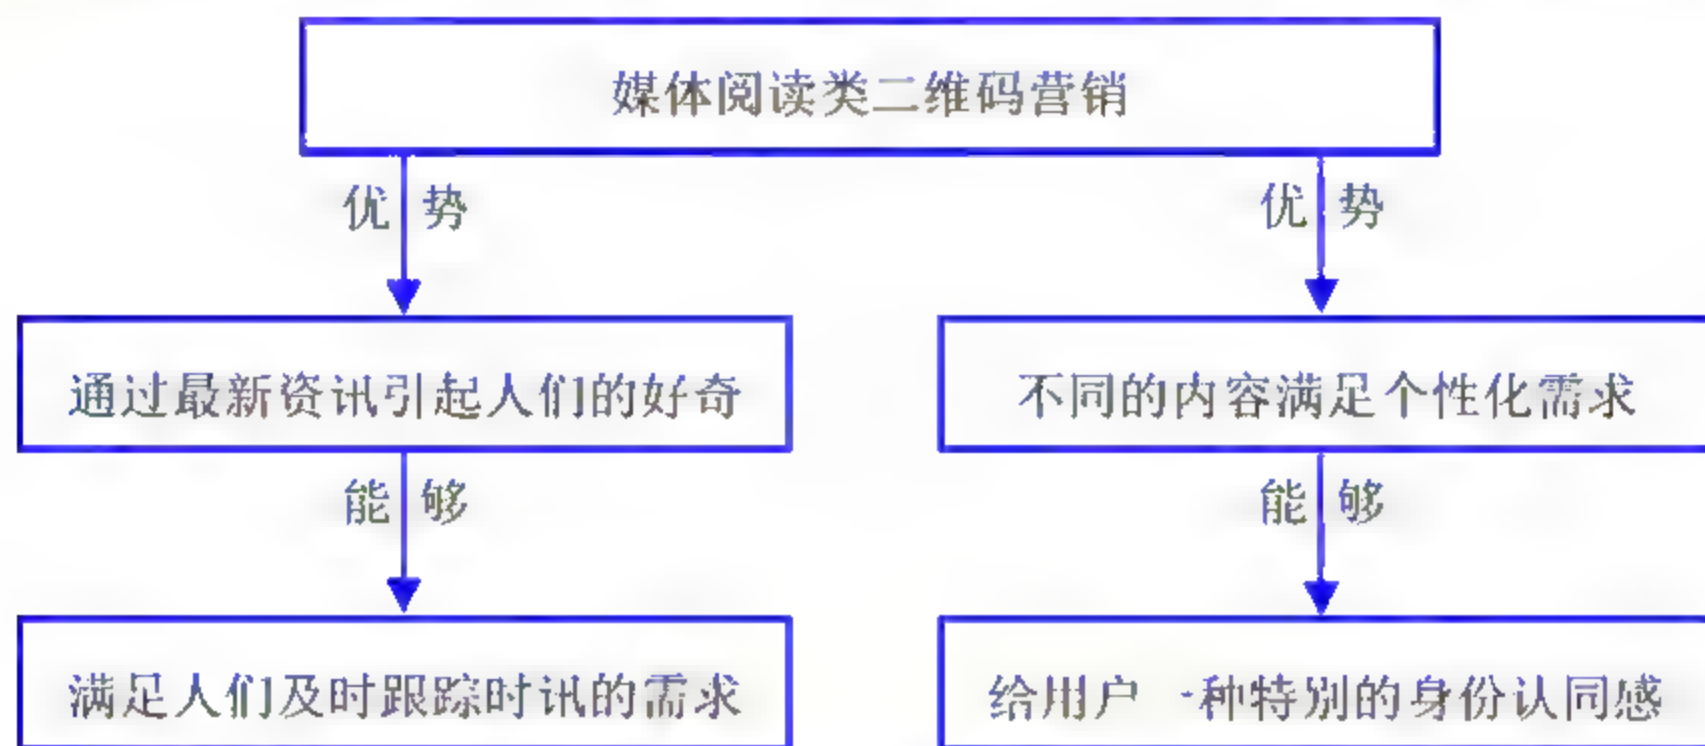 媒体阅读类二维码营销
优势 优势
通过最新资讯引起人们的好奇 不同的内容满足个性化需求
能够 能够
满足人们及时跟踪时讯的需求 给用户一种特别的身份认同感